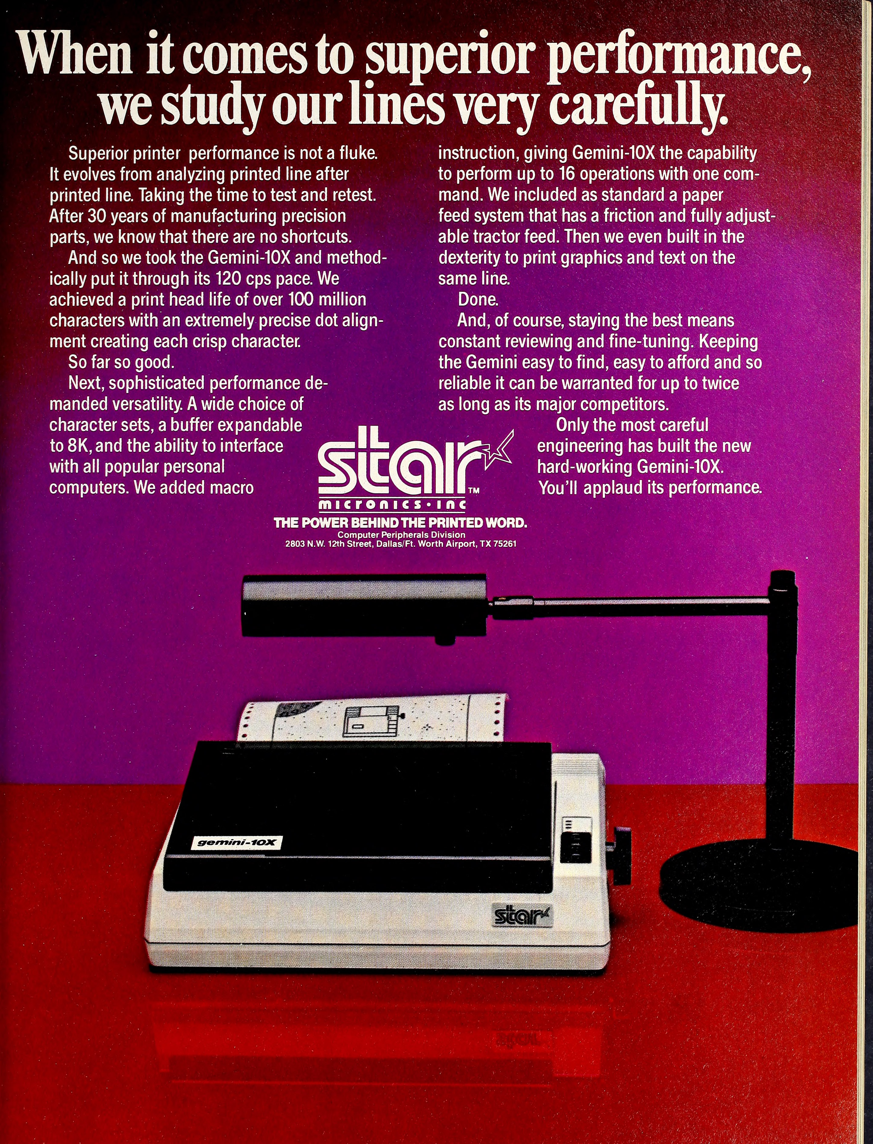 When it comes to superior performance,
we study our lines very carefully.
Superior printer performance is not a fluke.
It evolves from analyzing printed line after
printed line. Taking the time to test and retest.
After 30 years of manufacturing precision
parts, we know that there are no shortcuts.
And so we took the Gemini-10X and method-
ically put it through its 120 cps pace. We
achieved a print head life of over 100 million
characters with an extremely precise dot align-
ment creating each crisp character.
So far so good.
Next, sophisticated performance de-
manded versatility. A wide choice of
character sets, a buffer expandable
to 8K, and the ability to interface
with all popular personal
computers. We added macro
instruction, giving Gemini-10X the capability
to perform up to 16 operations with one com-
mand. We included as standard a paper
feed system that has a friction and fully adjust-
able tractor feed. Then we even built in the
dexterity to print graphics and text on the
same line.
Done.
And, of course, staying the best means
constant reviewing and fine-tuning. Keeping
the Gemini easy to find, easy to afford and so
reliable it can be warranted for up to twice
as long as its major competitors.
Only the most careful
engineering has built the new
hard-working Gemini-10X.
You'll applaud its performance.
star™
micronics•inc
THE POWER BEHIND THE PRINTED WORD.
Computer Peripherals Division
2803 N.W. 12th Street, Dallas/Ft. Worth Airport, TX 75261
gemini-10X
star